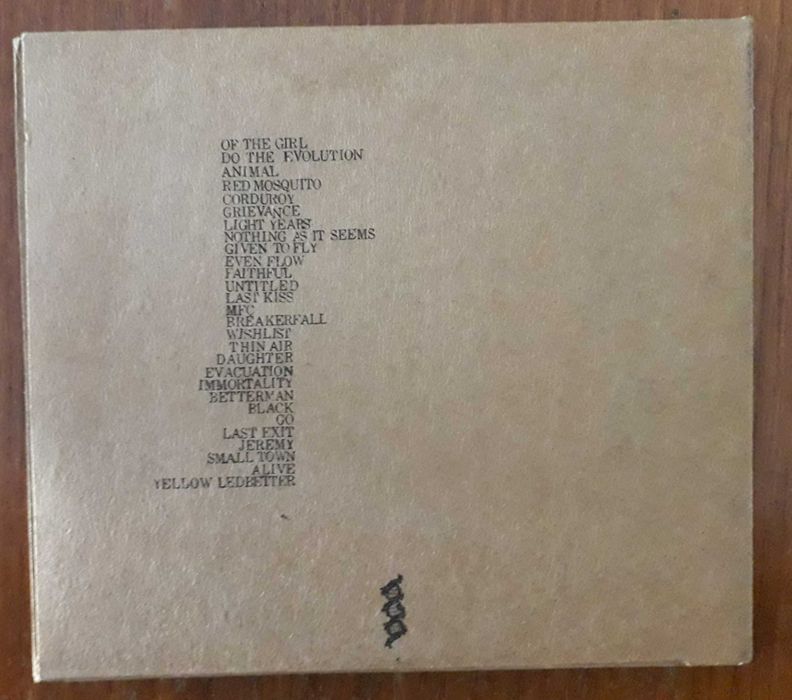 OF THE GIRL
DO THE EVOLUTION
ANIMAL
RED MOSQUITO
CORDUROY
GRIEVANCE
LIGHT YEARS
NOTHING AS IT SEEMS
GIVEN TO FLY
EVEN FLOW
FAITHFUL
UNTITLED
LAST KISS
MFC
BREAKERFALL
WISHLIST
THIN AIR
DAUGHTER
EVACUATION
IMMORTALITY
BETTERMAN
BLACK
GO
LAST EXIT
JEREMY
SMALL TOWN
ALIVE
YELLOW LEDBETTER